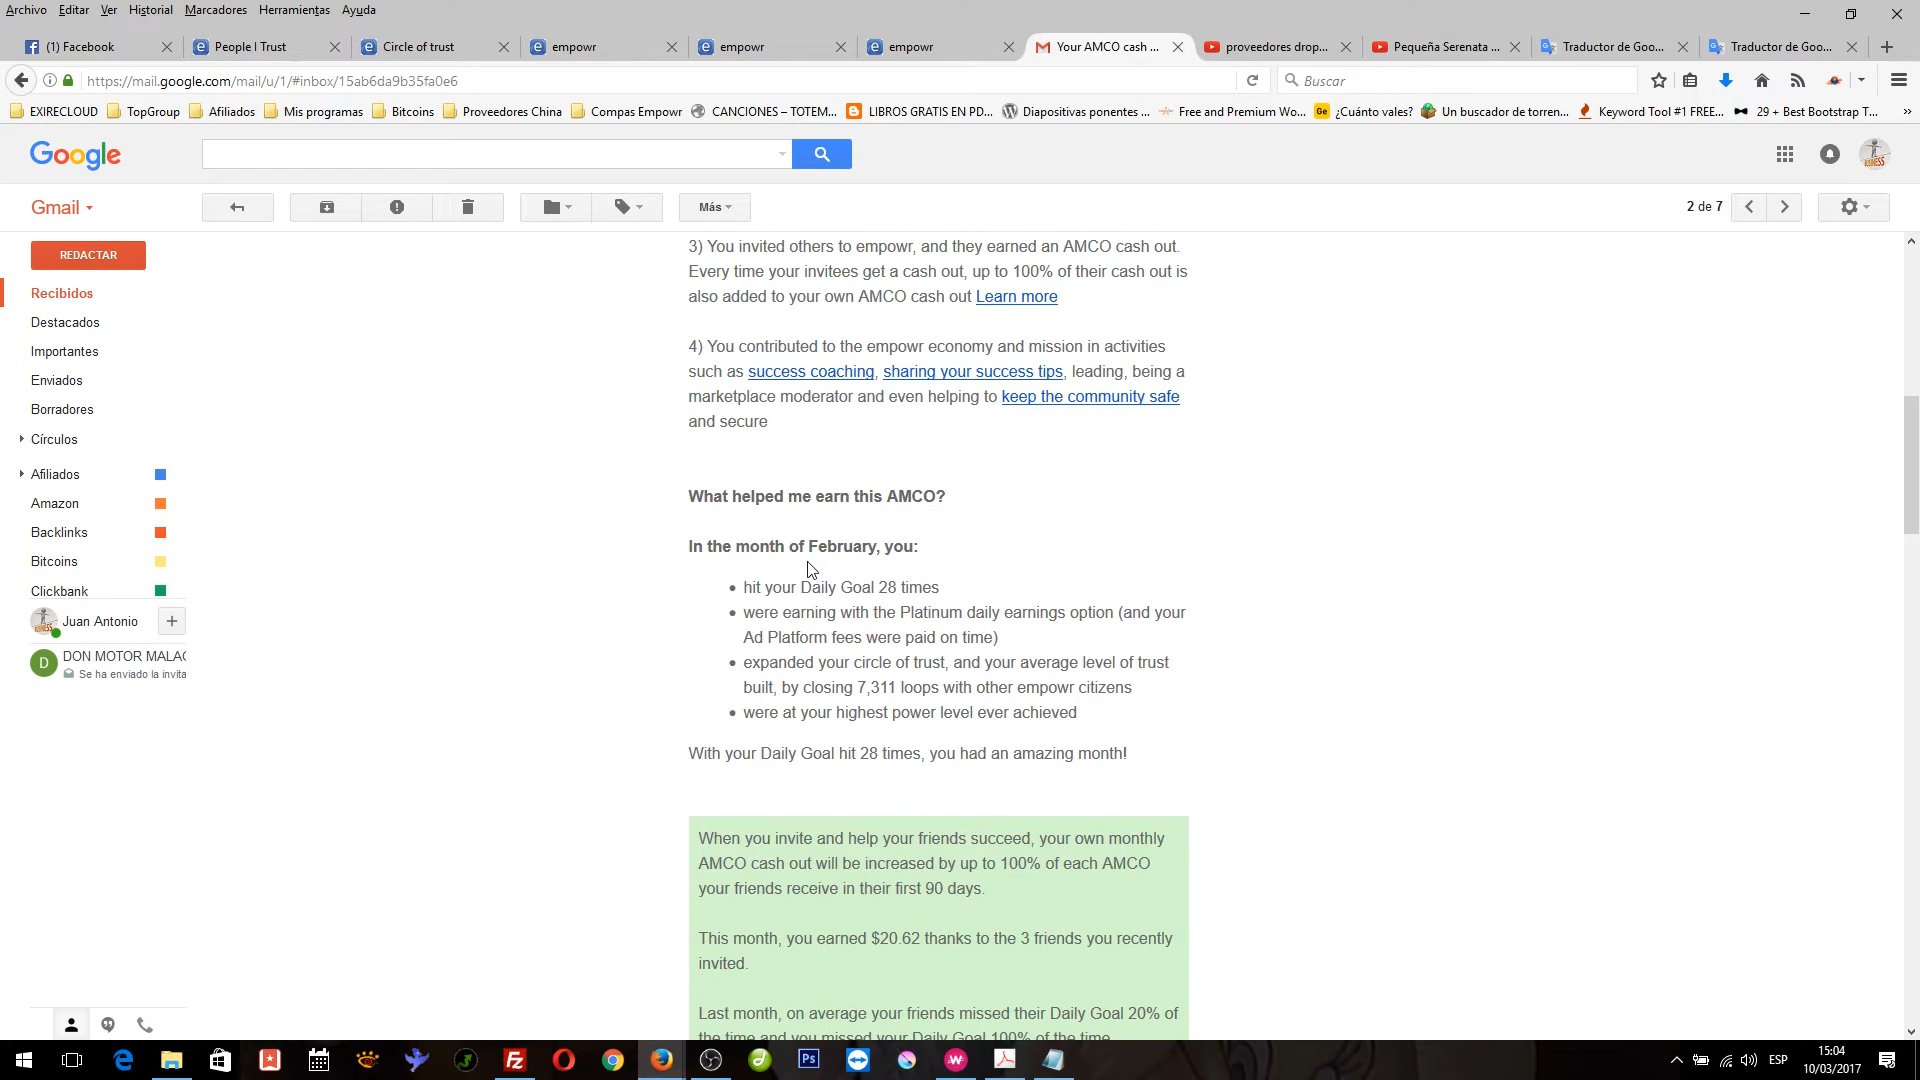 Archivo Editar Ver Historial Marcadores Herramientas Ayuda
(1) Facebook People I Trust Circle of trust empowr empowr empowr Your AMCO cash ... proveedores drop... Pequeña Serenata ... Traductor de Goo... Traductor de Goo...
https://mail.google.com/mail/u/1/#inbox/15ab6da9b35fa0e6 Buscar
EXIRECLOUD TopGroup Afiliados Mis programas Bitcoins Proveedores China Compas Empowr CANCIONES – TOTEM... LIBROS GRATIS EN PD... Diapositivas ponentes ... Free and Premium Wo... Ge ¿Cuánto vales? Un buscador de torren... Keyword Tool #1 FREE... 29 + Best Bootstrap T...
Google
Gmail Más 2 de 7
REDACTAR
Recibidos
Destacados
Importantes
Enviados
Borradores
Círculos
Afiliados
Amazon
Backlinks
Bitcoins
Clickbank
Juan Antonio
D DON MOTOR MALAG
Se ha enviado la invita
3) You invited others to empowr, and they earned an AMCO cash out.
Every time your invitees get a cash out, up to 100% of their cash out is
also added to your own AMCO cash out Learn more
4) You contributed to the empowr economy and mission in activities
such as success coaching, sharing your success tips, leading, being a
marketplace moderator and even helping to keep the community safe
and secure
What helped me earn this AMCO?
In the month of February, you:
• hit your Daily Goal 28 times
• were earning with the Platinum daily earnings option (and your
Ad Platform fees were paid on time)
• expanded your circle of trust, and your average level of trust
built, by closing 7,311 loops with other empowr citizens
• were at your highest power level ever achieved
With your Daily Goal hit 28 times, you had an amazing month!
When you invite and help your friends succeed, your own monthly
AMCO cash out will be increased by up to 100% of each AMCO
your friends receive in their first 90 days.
This month, you earned $20.62 thanks to the 3 friends you recently
invited.
Last month, on average your friends missed their Daily Goal 20% of
the time and you missed your Daily Goal 100% of the time
ESP
15:04
10/03/2017